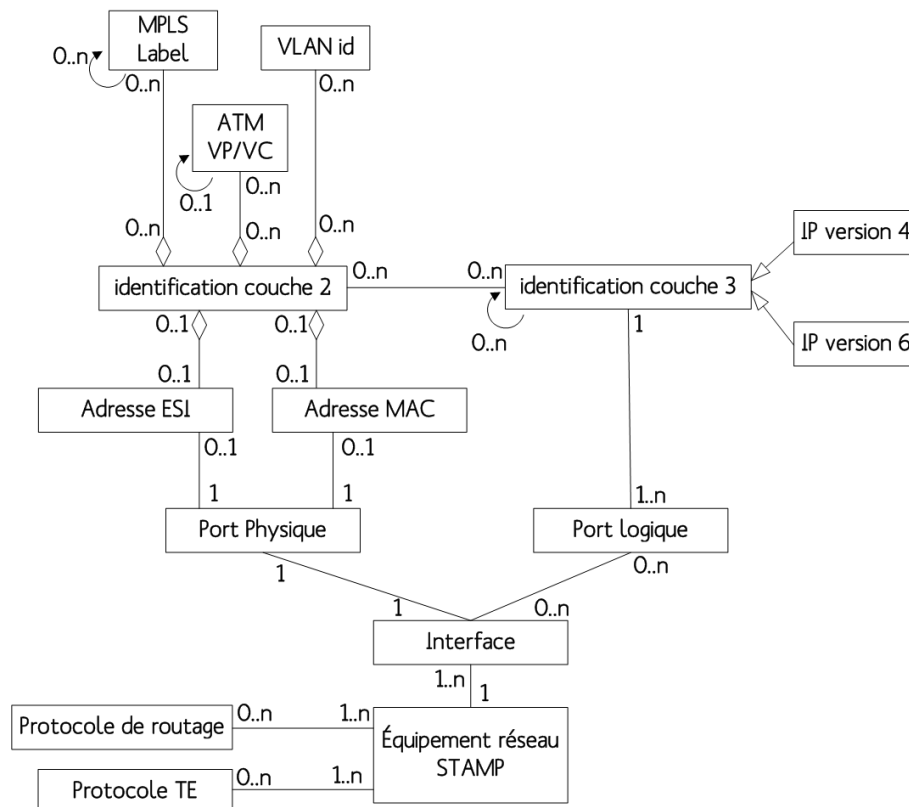 MPLS
Label
VLAN id
0..n
0..n
0..n
ATM
VP/VC
0..1
0..n
0..n
0..n
0..n
identification couche 2
0..n
0..n
identification couche 3
0..n
IP version 4
IP version 6
0..1
0..1
1
0..1
0..1
Adresse ESI
Adresse MAC
0..1
0..1
1
1
1..n
Port Physique
Port logique
1
0..n
1
0..n
Interface
1..n
1
Protocole de routage
0..n
1..n
Équipement réseau
STAMP
Protocole TE
0..n
1..n